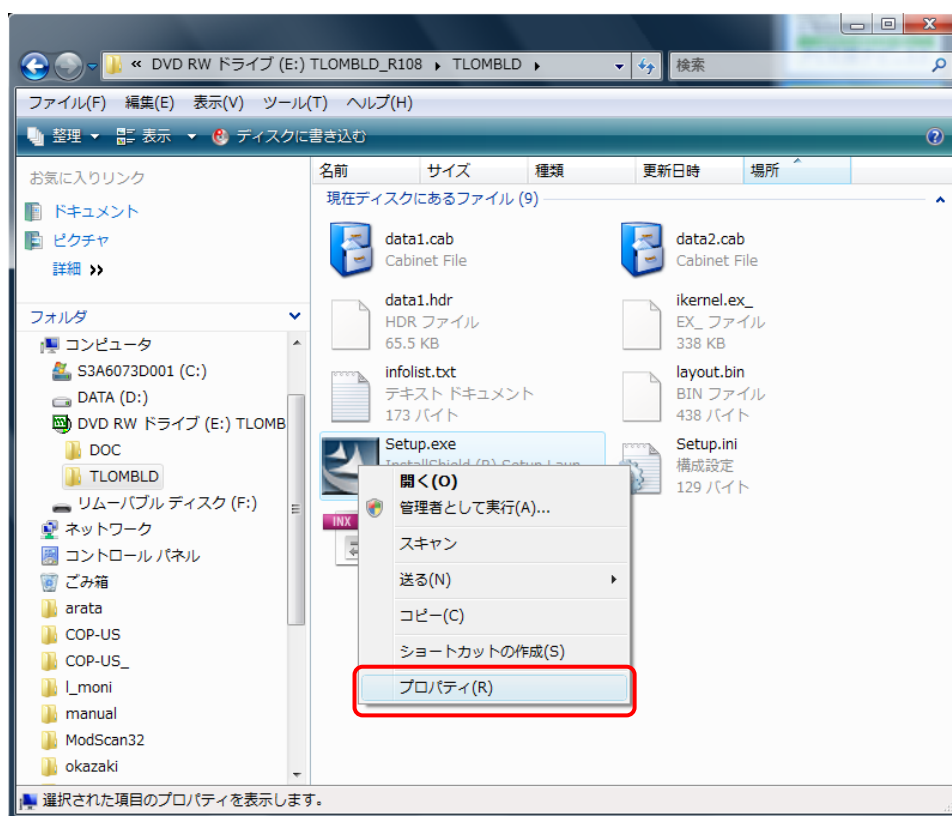 « DVD RW ドライブ (E:) TLOMBLD_R108 ▸ TLOMBLD ▸
検索
ファイル(F) 編集(E) 表示(V) ツール(T) ヘルプ(H)
整理 表示 ディスクに書き込む
お気に入りリンク
ドキュメント
ピクチャ
詳細 »
フォルダ
コンピュータ
S3A6073D001 (C:)
DATA (D:)
DVD RW ドライブ (E:) TLOMB
DOC
TLOMBLD
リムーバブル ディスク (F:)
ネットワーク
コントロール パネル
ごみ箱
arata
COP-US
COP-US_
l_moni
manual
ModScan32
okazaki
名前 サイズ 種類 更新日時 場所
現在ディスクにあるファイル (9)
data1.cab
Cabinet File
data2.cab
Cabinet File
data1.hdr
HDR ファイル
65.5 KB
ikernel.ex_
EX_ ファイル
338 KB
infolist.txt
テキスト ドキュメント
173 バイト
layout.bin
BIN ファイル
438 バイト
Setup.exe
InstallShield (R) Setup Laun...
Setup.ini
構成設定
129 バイト
INX
開く(O)
管理者として実行(A)...
スキャン
送る(N)
コピー(C)
ショートカットの作成(S)
プロパティ(R)
選択された項目のプロパティを表示します。